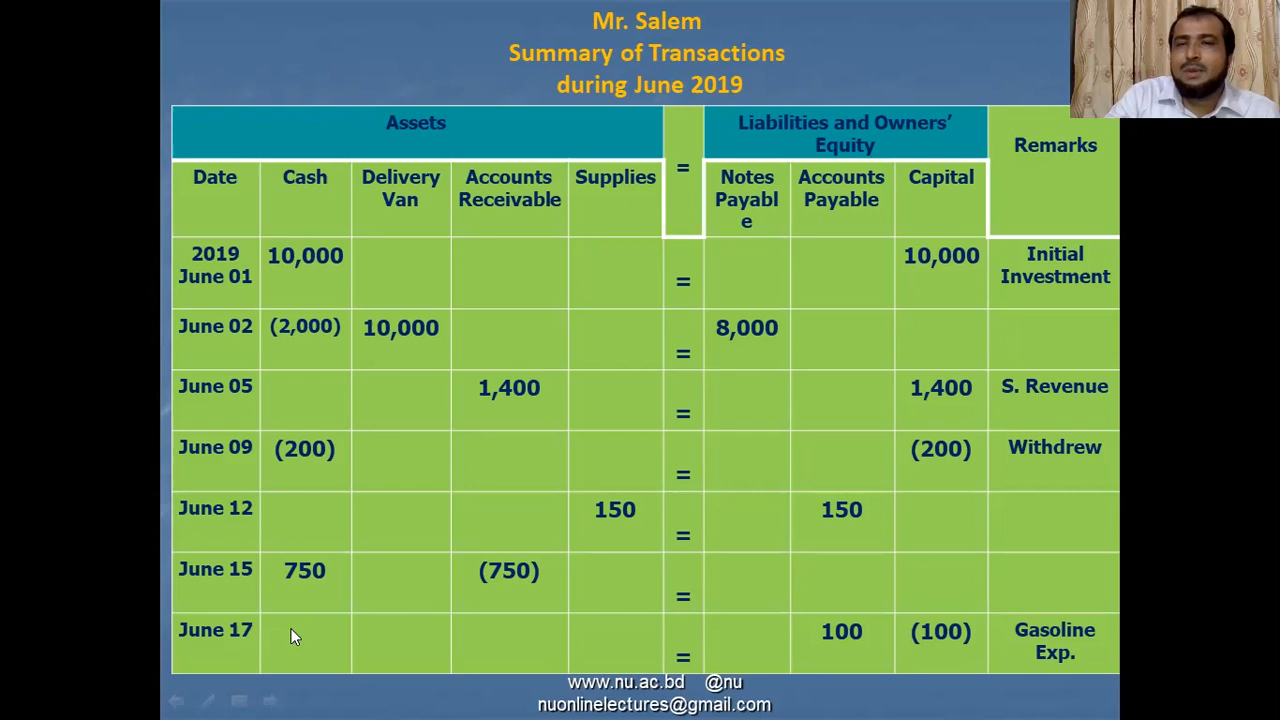 Mr. Salem
Summary of Transactions
during June 2019
Assets = Liabilities and Owners’ Equity Remarks
Date Cash Delivery Van Accounts Receivable Supplies Notes Payable Accounts Payable Capital
2019 June 01 10,000 = 10,000 Initial Investment
June 02 (2,000) 10,000 = 8,000
June 05 1,400 = 1,400 S. Revenue
June 09 (200) = (200) Withdrew
June 12 150 = 150
June 15 750 (750) =
June 17 = 100 (100) Gasoline Exp.
www.nu.ac.bd @nu
nuonlinelectures@gmail.com